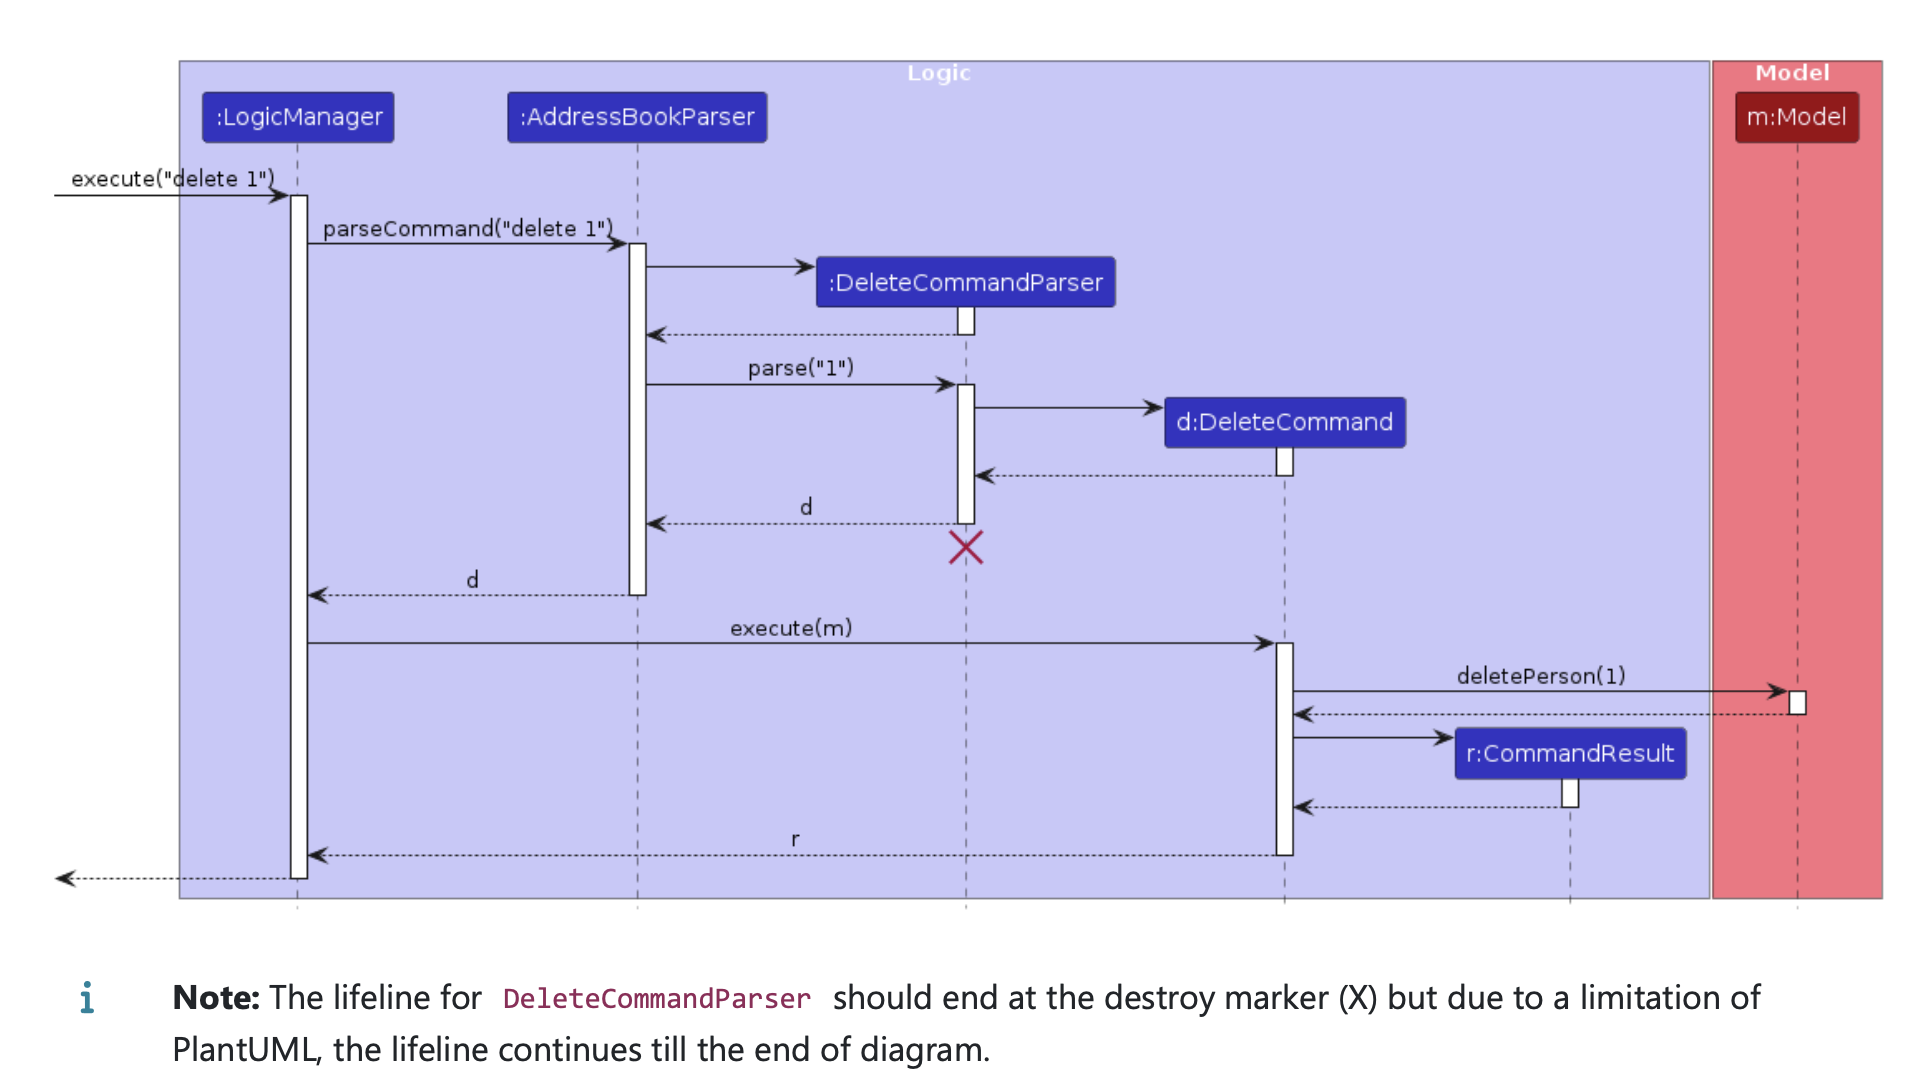 Logic
Model
:LogicManager
:AddressBookParser
m:Model
execute("delete 1")
parseCommand("delete 1")
:DeleteCommandParser
parse("1")
d:DeleteCommand
d
d
execute(m)
deletePerson(1)
r:CommandResult
r
i
Note: The lifeline for DeleteCommandParser should end at the destroy marker (X) but due to a limitation of
PlantUML, the lifeline continues till the end of diagram.